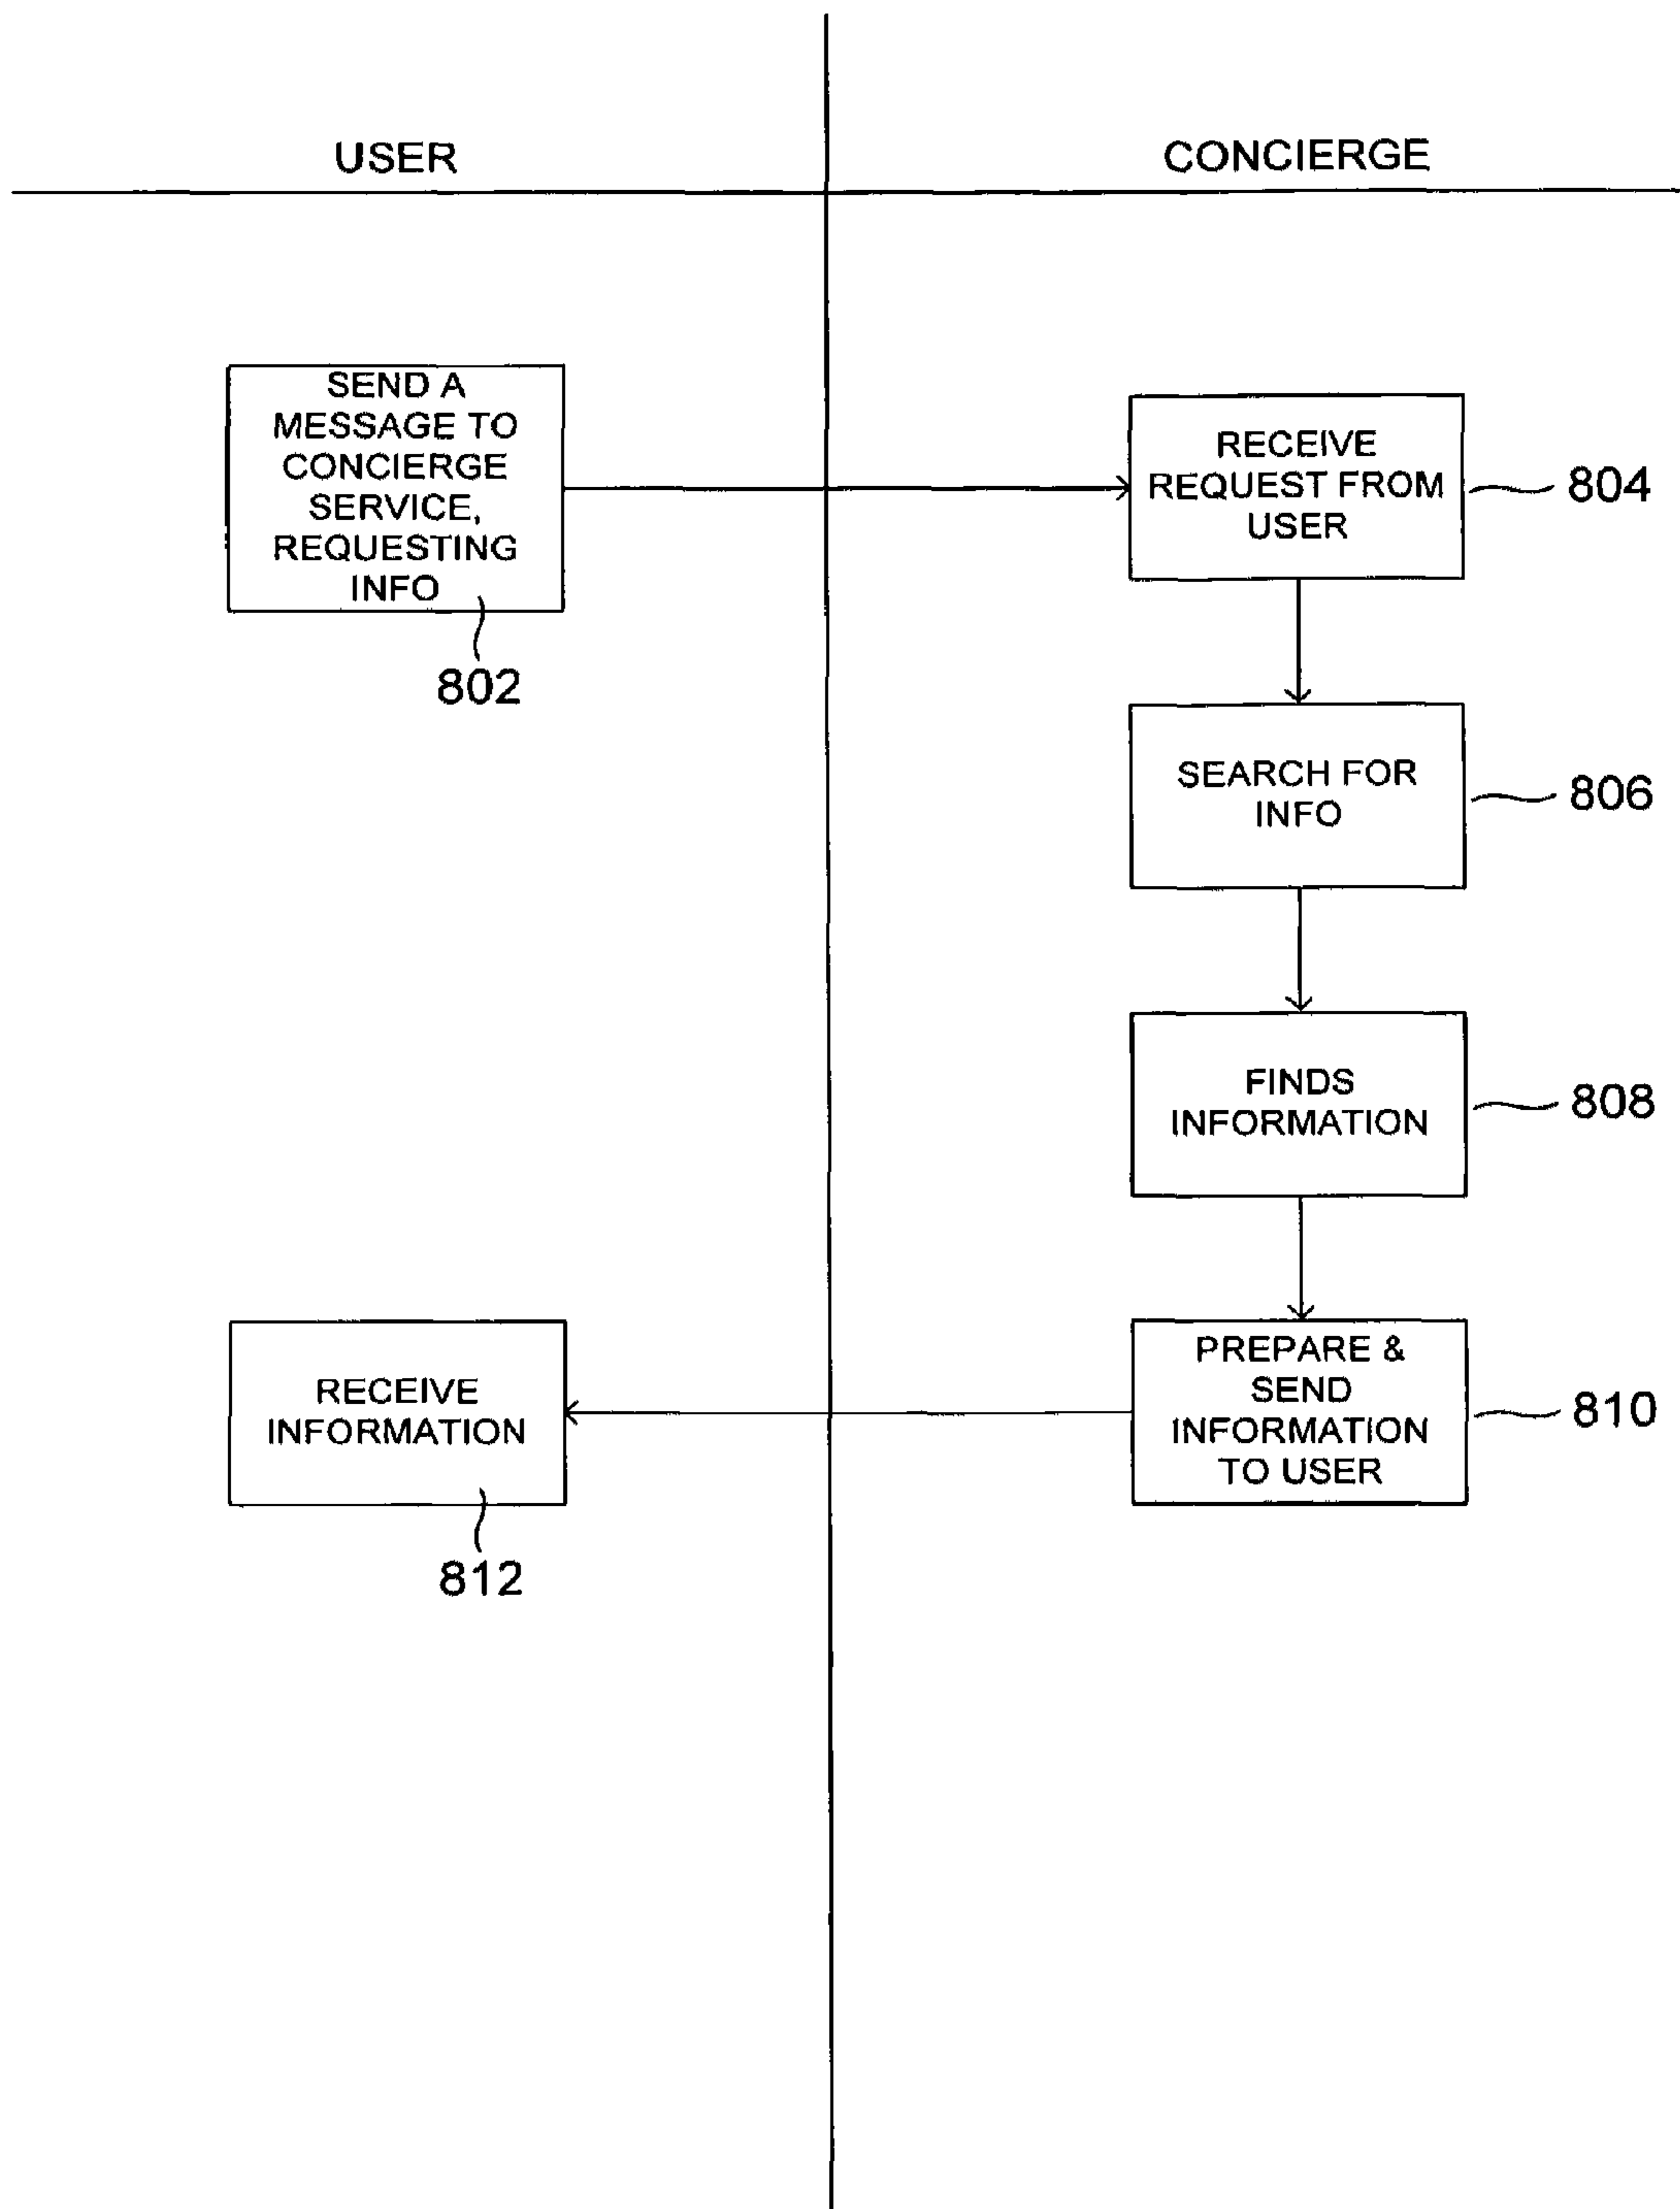 USER
CONCIERGE
SEND A
MESSAGE TO
CONCIERGE
SERVICE,
REQUESTING
INFO
802
RECEIVE
REQUEST FROM
USER
804
SEARCH FOR
INFO
806
FINDS
INFORMATION
808
PREPARE &
SEND
INFORMATION
TO USER
810
RECEIVE
INFORMATION
812